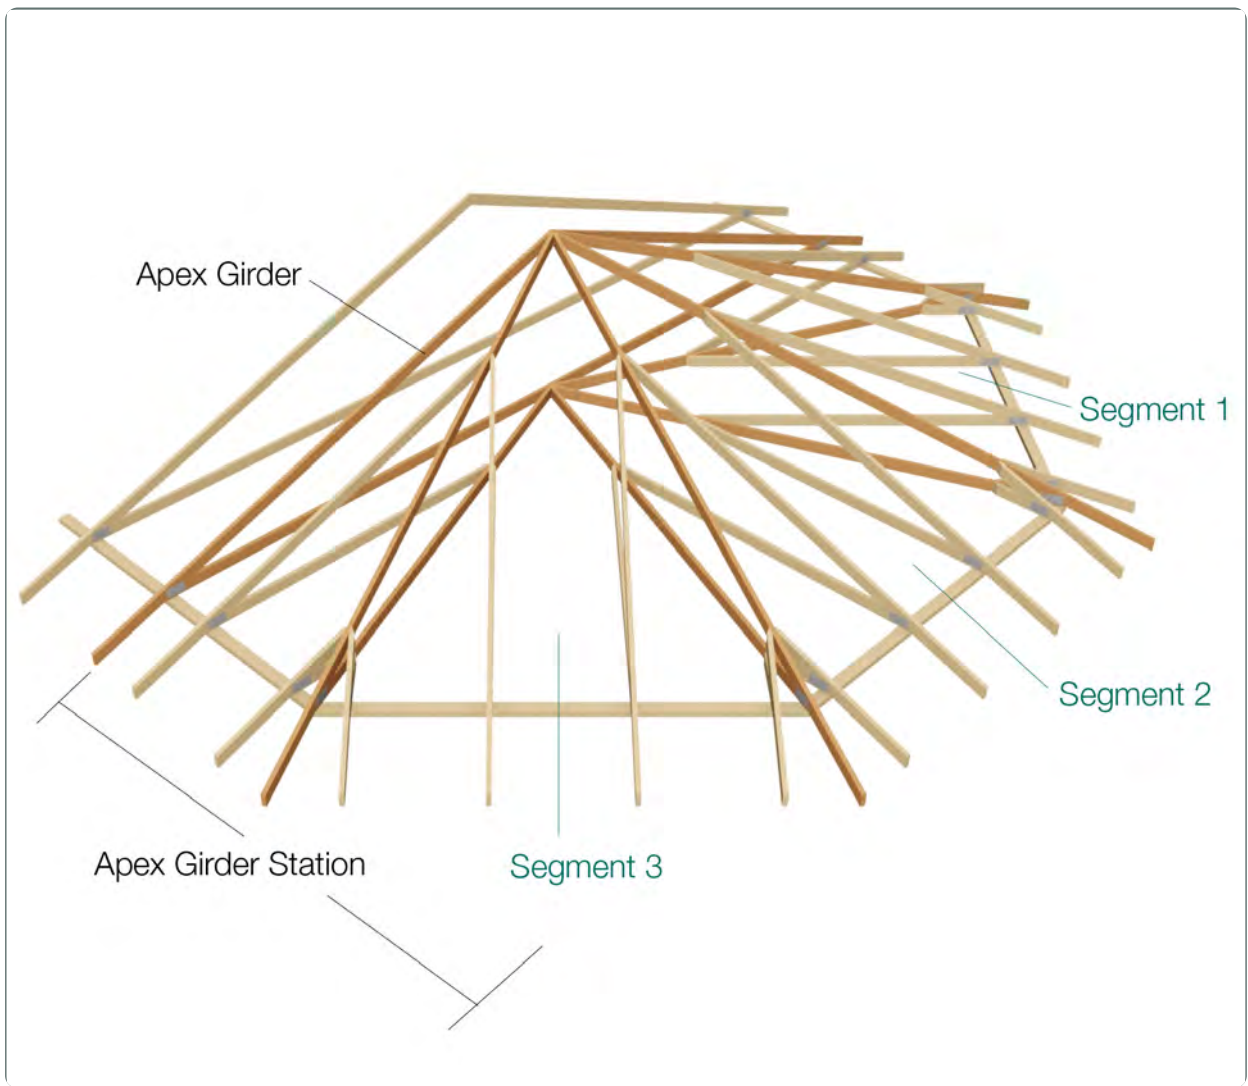 Apex Girder
Segment 1
Segment 2
Apex Girder Station
Segment 3